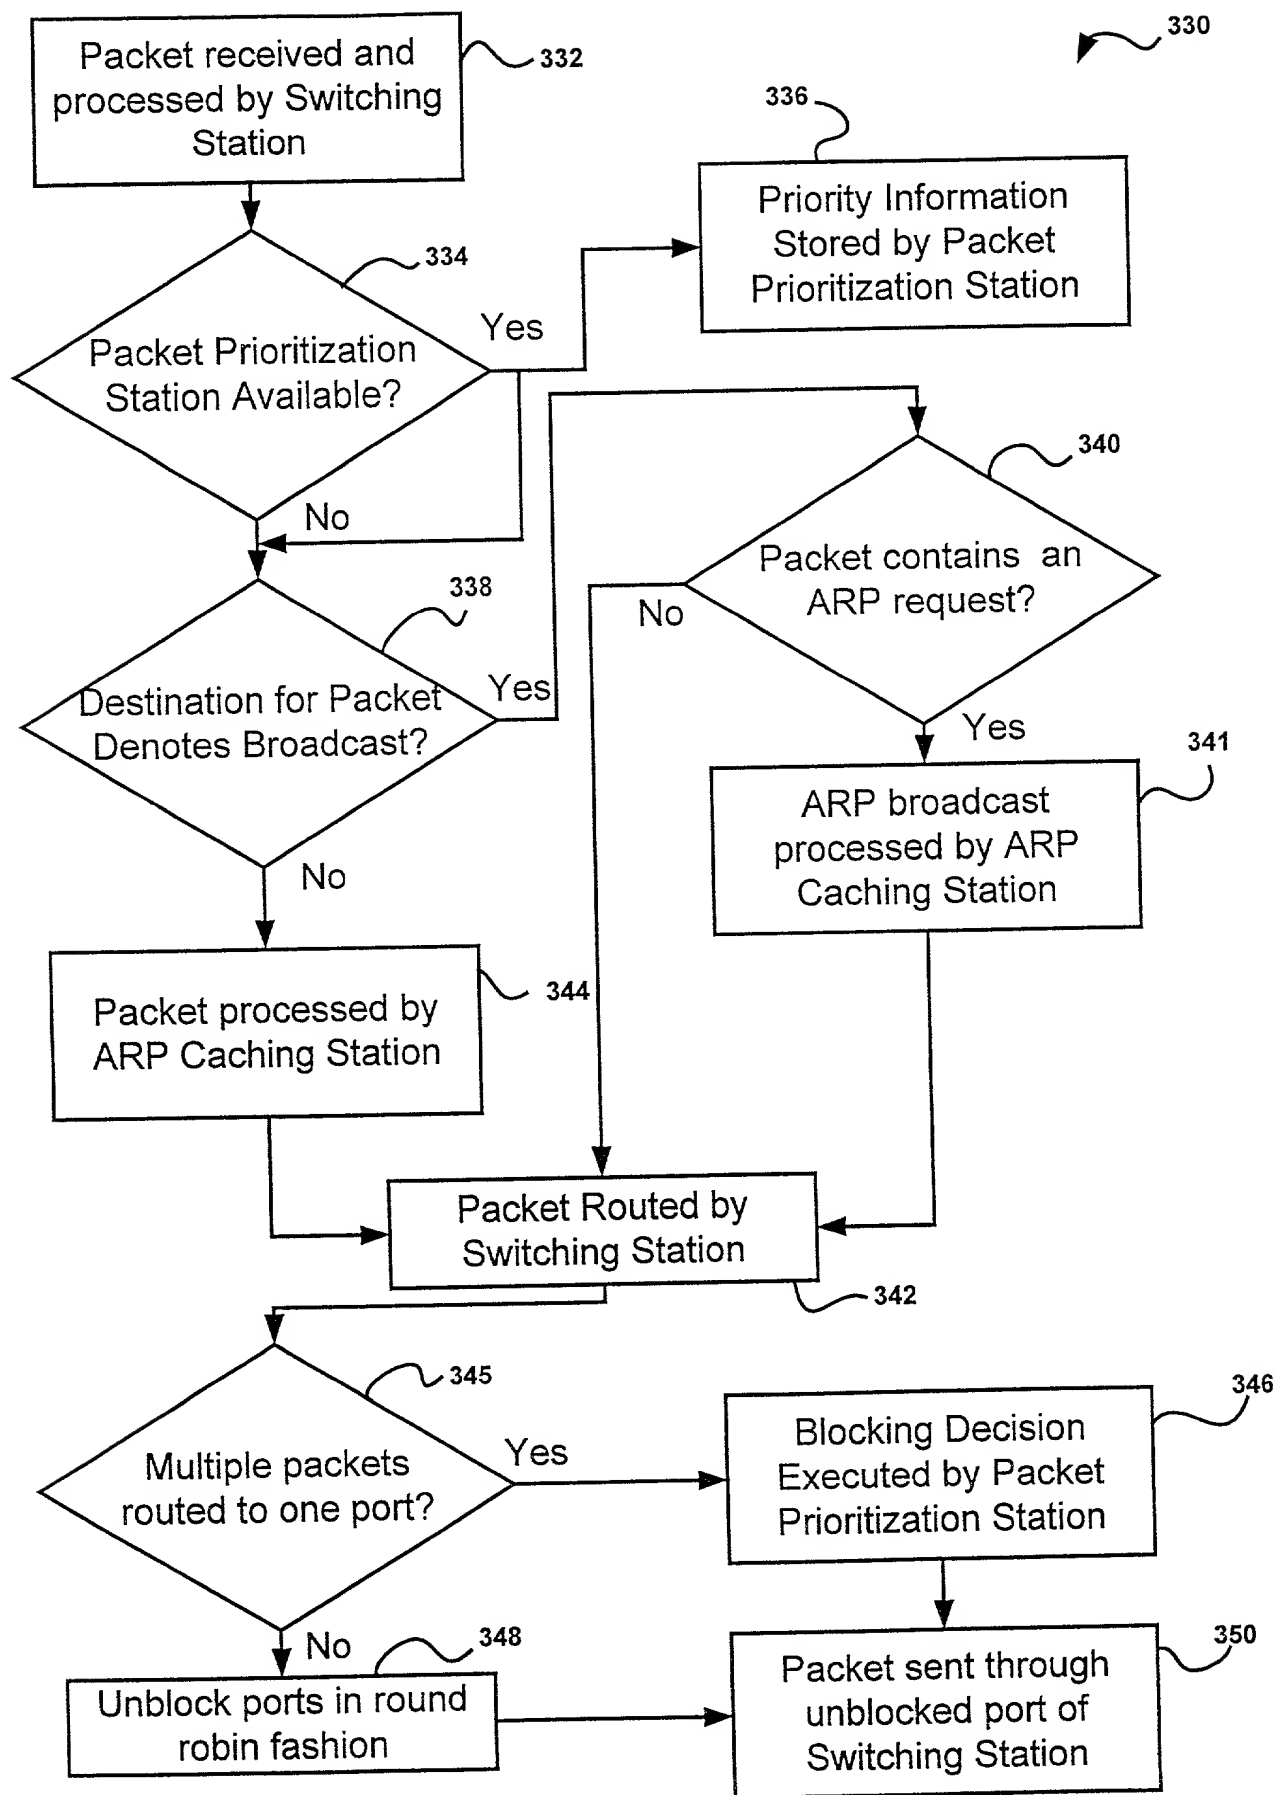 330
Packet received and
processed by Switching
Station
332
336
Priority Information
Stored by Packet
Prioritization Station
334
Packet Prioritization
Station Available?
Yes
No
340
Packet contains an
ARP request?
No
Yes
338
Destination for Packet
Denotes Broadcast?
Yes
No
341
ARP broadcast
processed by ARP
Caching Station
Packet processed by
ARP Caching Station
344
Packet Routed by
Switching Station
342
345
Multiple packets
routed to one port?
Yes
No
346
Blocking Decision
Executed by Packet
Prioritization Station
348
Unblock ports in round
robin fashion
350
Packet sent through
unblocked port of
Switching Station